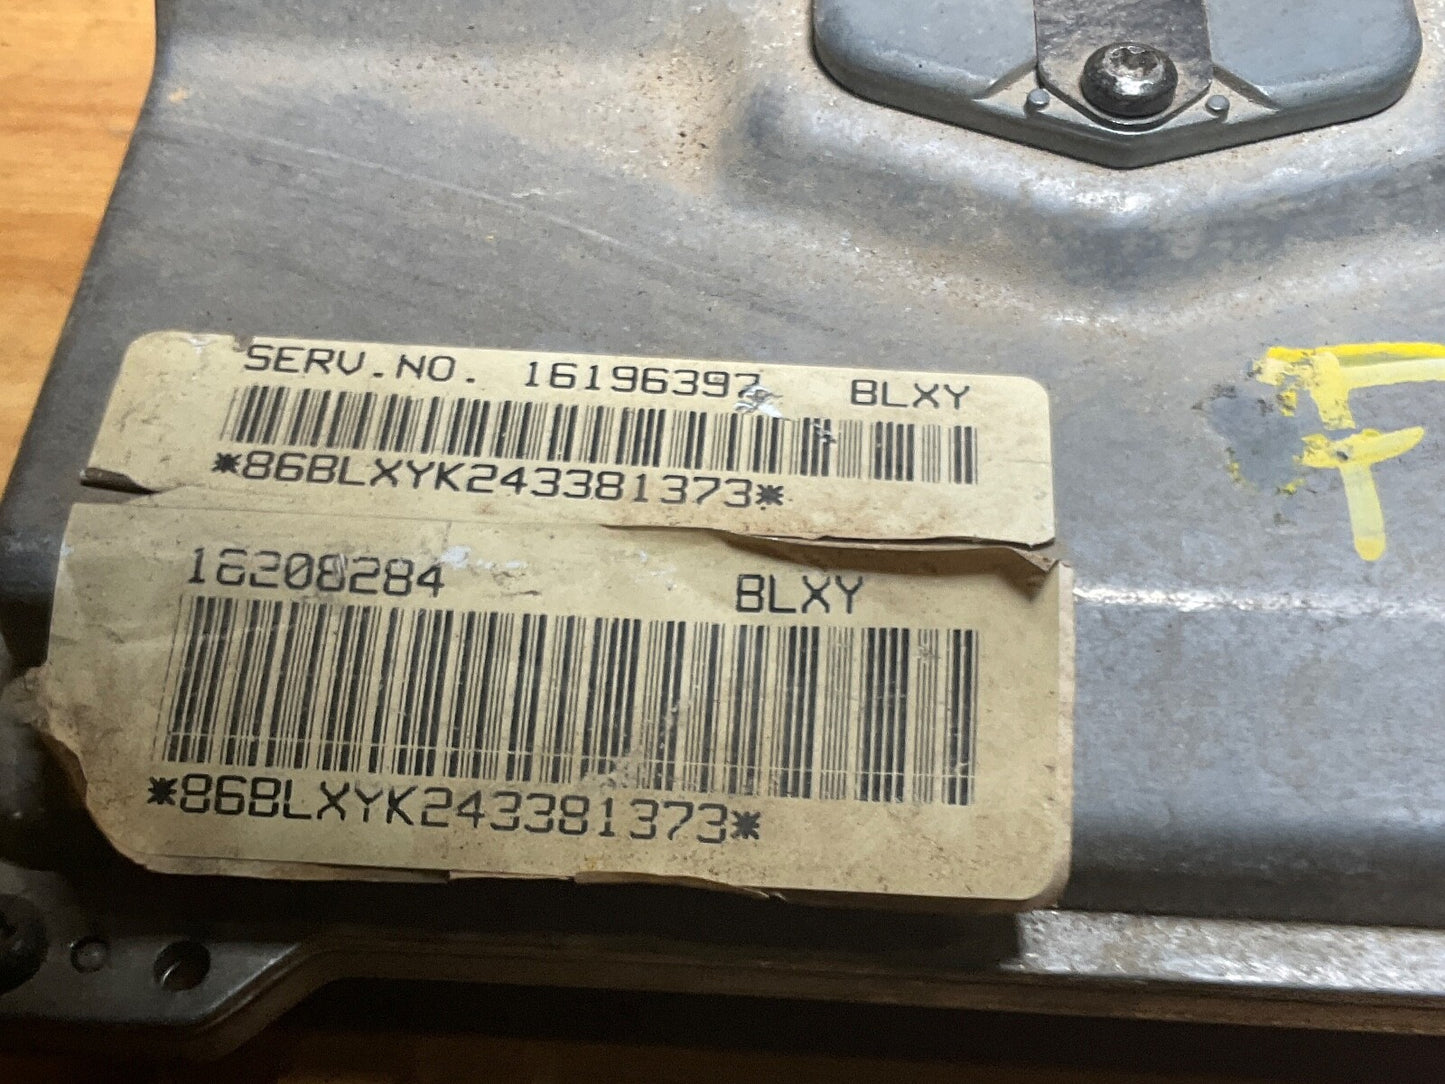 SERV.NO. 16196397 BLXY
*86BLXYK243381373*
16208284 BLXY
*86BLXYK243381373*
F